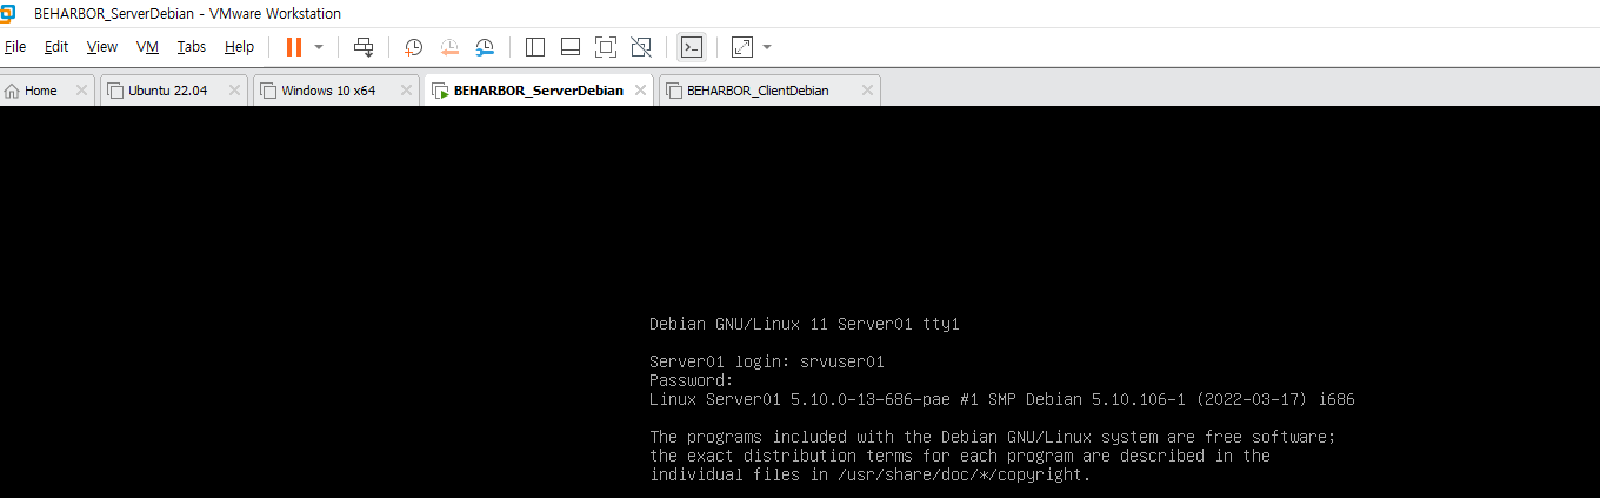 BEHARBOR_ServerDebian - VMware Workstation
File Edit View VM Tabs Help
Home Ubuntu 22.04 Windows 10 x64 BEHARBOR_ServerDebian BEHARBOR_ClientDebian
Debian GNU/Linux 11 Server01 tty1
Server01 login: srvuser01
Password:
Linux Server01 5.10.0-13-686-pae #1 SMP Debian 5.10.106-1 (2022-03-17) i686
The programs included with the Debian GNU/Linux system are free software;
the exact distribution terms for each program are described in the
individual files in /usr/share/doc/*/copyright.